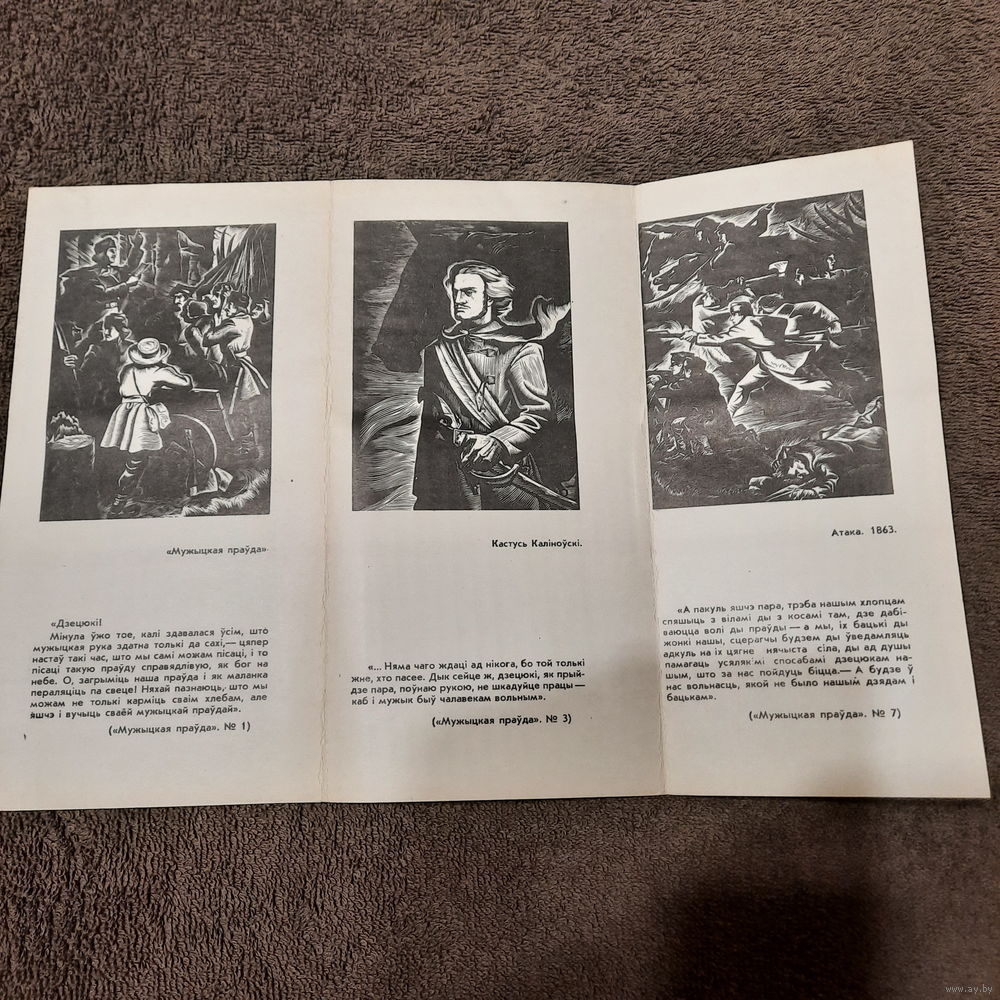 «Мужыцкая праўда»
«Дзецюкі!
Мінула ўжо тое, калі здавалася ўсім, што
мужыцкая рука здатна толькі да сахі,— цяпер
настаў такі час, што мы самі можам пісаці, і то
пісаці такую праўду справядлівую, як бог на
небе. О, загрыміць наша праўда і як маланка
пераляціць па свеце! Няхай пазнаюць, што мы
можам не толькі карміць сваім хлебам, але
яшчэ і вучыць сваёй мужыцкай праўдай».
(«Мужыцкая праўда». № 1)
Кастусь Каліноўскі.
«... Няма чаго ждаці ад нікога, бо той толькі
жне, хто пасее. Дык сейце ж, дзецюкі, як прый-
дзе пара, поўнаю рукою, не шкадуйце працы —
каб і мужык быў чалавекам вольным».
(«Мужыцкая праўда». № 3)
Атака. 1863.
«А пакуль яшчэ пара, трэба нашым хлопцам
спяшыць з віламі ды з косамі там, дзе дабі-
ваюцца волі ды праўды — а мы, іх бацькі ды
жонкі нашы, сцерагчы будзем ды ўведамляць
адкуль на іх цягне нячыста сіла, ды ад душы
памагаць усялякімі спосабамі дзецюкам на-
шым, што за нас пойдуць біцца.— А будзе ў
нас вольнасць, якой не было нашым дзядам і
бацькам».
(«Мужыцкая праўда». № 7)
www.ay.by